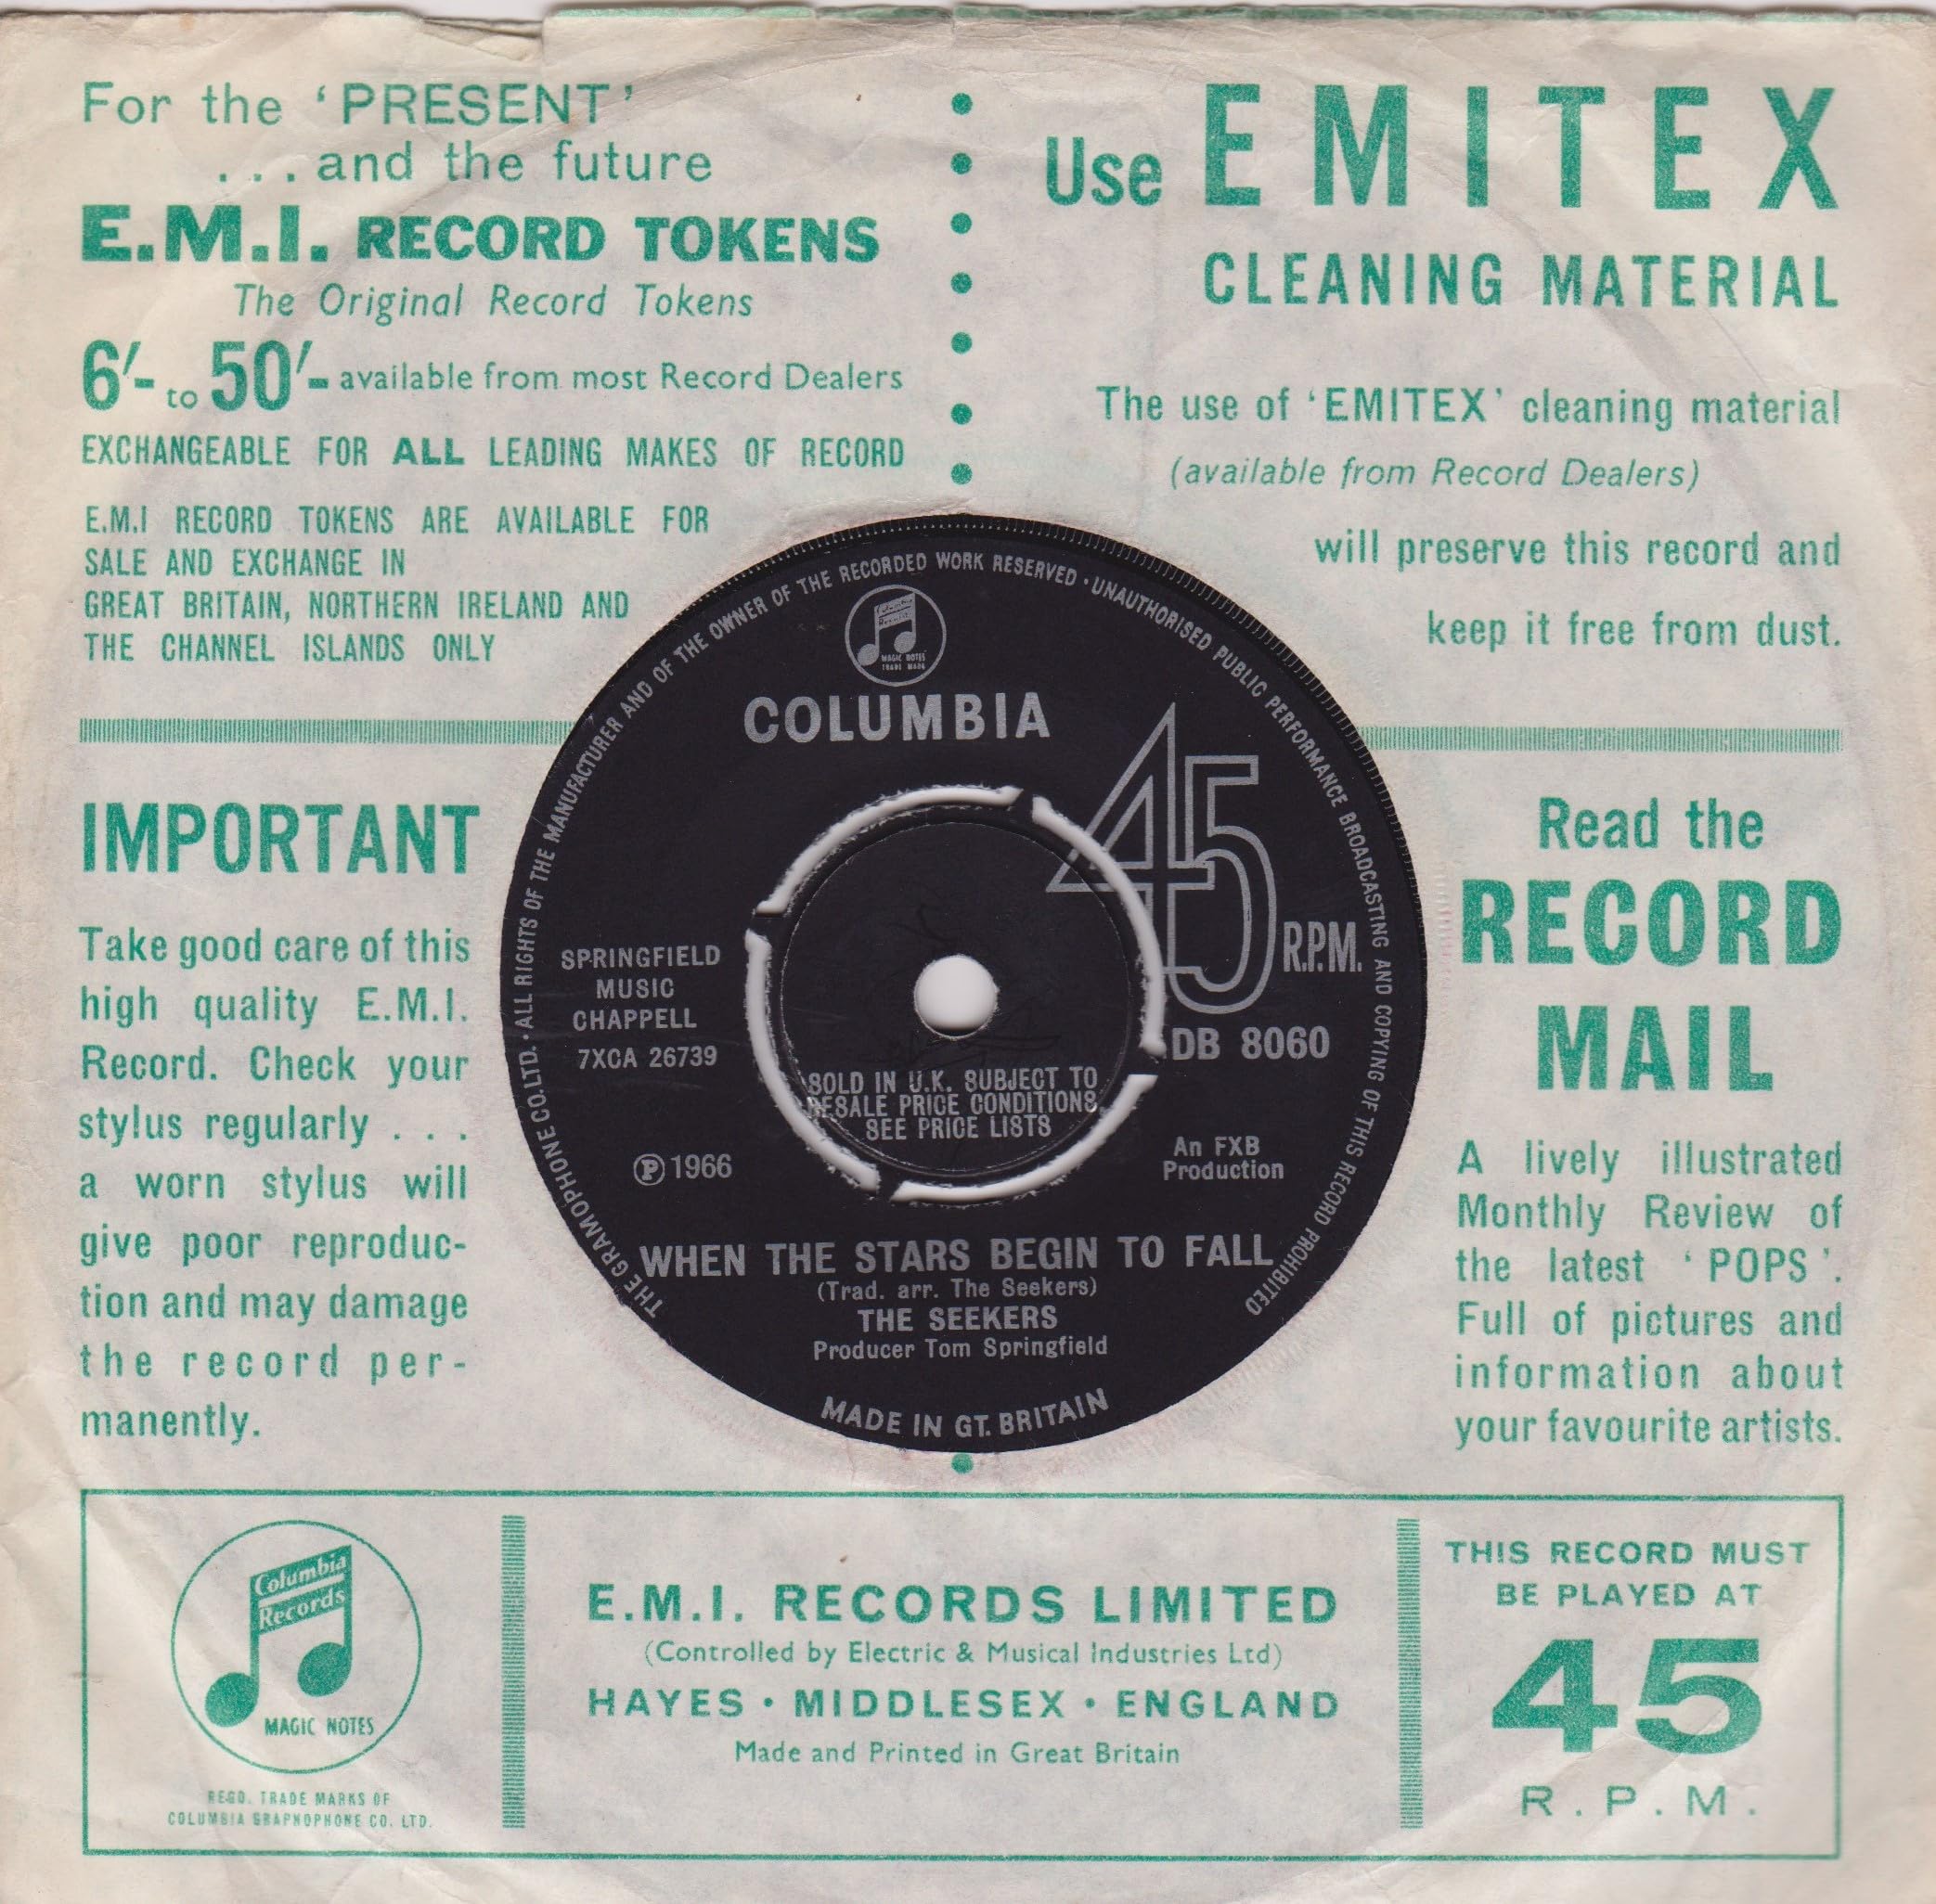 For the ‘PRESENT’
...and the future
E.M.I. RECORD TOKENS
The Original Record Tokens
6/- to 50/- available from most Record Dealers
EXCHANGEABLE FOR ALL LEADING MAKES OF RECORD
E.M.I RECORD TOKENS ARE AVAILABLE FOR
SALE AND EXCHANGE IN
GREAT BRITAIN, NORTHERN IRELAND AND
THE CHANNEL ISLANDS ONLY
Use EMITEX
CLEANING MATERIAL
The use of ‘EMITEX’ cleaning material
(available from Record Dealers)
will preserve this record and
keep it free from dust.
IMPORTANT
Take good care of this
high quality E.M.I.
Record. Check your
stylus regularly . . .
a worn stylus will
give poor reproduc-
tion and may damage
the record per-
manently.
THE GRAMOPHONE CO. LTD. · ALL RIGHTS OF THE MANUFACTURER AND OF THE OWNER OF THE RECORDED WORK RESERVED · UNAUTHORISED PUBLIC PERFORMANCE BROADCASTING AND COPYING OF THIS RECORD PROHIBITED
Columbia
Records
MAGIC NOTES
TRADE MARK
COLUMBIA
45 R.P.M.
SPRINGFIELD
MUSIC
CHAPPELL
7XCA 26739
DB 8060
SOLD IN U.K. SUBJECT TO
RESALE PRICE CONDITIONS,
SEE PRICE LISTS
℗ 1966
An FXB
Production
WHEN THE STARS BEGIN TO FALL
(Trad. arr. The Seekers)
THE SEEKERS
Producer Tom Springfield
MADE IN GT. BRITAIN
Read the
RECORD
MAIL
A lively illustrated
Monthly Review of
the latest ‘POPS’.
Full of pictures and
information about
your favourite artists.
Columbia
Records
MAGIC NOTES
REGD. TRADE MARKS OF
COLUMBIA GRAPHOPHONE CO. LTD.
E.M.I. RECORDS LIMITED
(Controlled by Electric & Musical Industries Ltd)
HAYES · MIDDLESEX · ENGLAND
Made and Printed in Great Britain
THIS RECORD MUST
BE PLAYED AT
45
R.P.M.